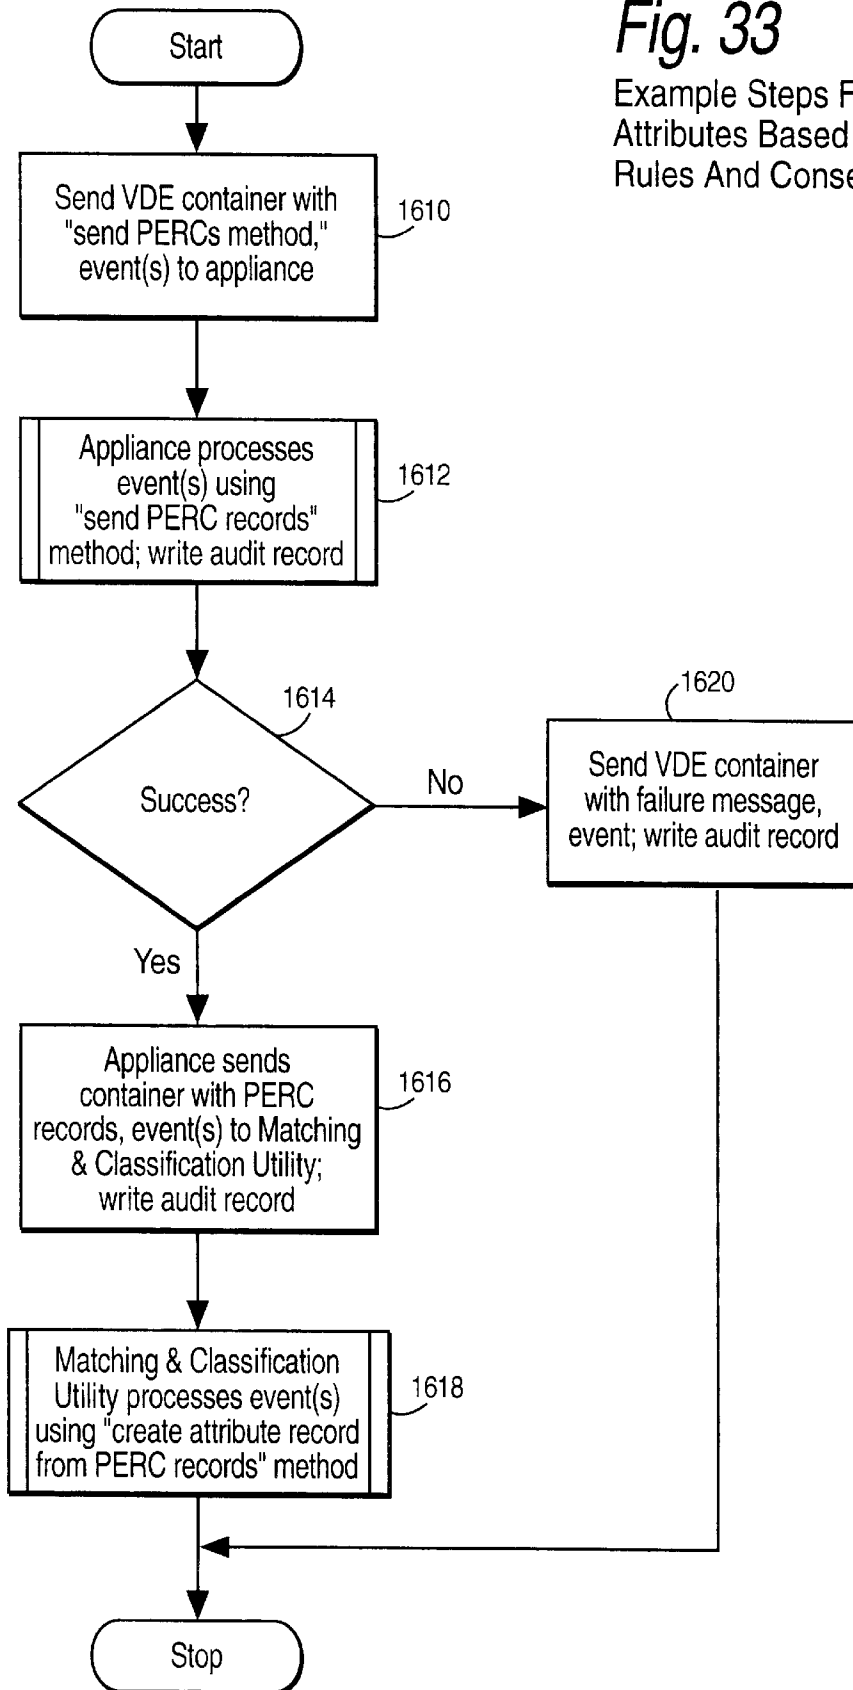 Start
Fig. 33
Example Steps F
Attributes Based
Rules And Conse
Send VDE container with
"send PERCs method,"
event(s) to appliance
1610
Appliance processes
event(s) using
"send PERC records"
method; write audit record
1612
Success?
1614
No
Yes
1620
Send VDE container
with failure message,
event; write audit record
Appliance sends
container with PERC
records, event(s) to Matching
& Classification Utility;
write audit record
1616
Matching & Classification
Utility processes event(s)
using "create attribute record
from PERC records" method
1618
Stop